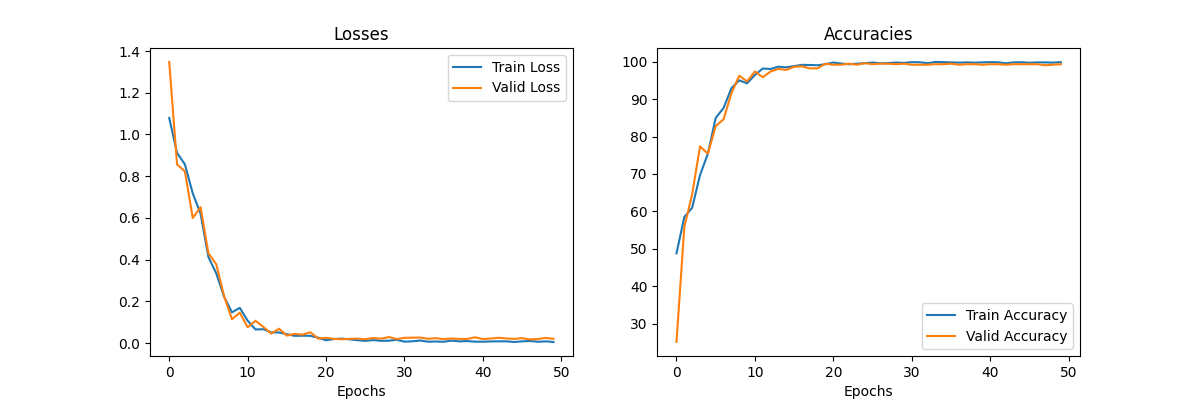 Losses
1.4
1.2
1.0
0.8
0.6
0.4
0.2
0.0
Train Loss
Valid Loss
0 10 20 30 40 50
Epochs
Accuracies
100
90
80
70
60
50
40
30
Train Accuracy
Valid Accuracy
0 10 20 30 40 50
Epochs